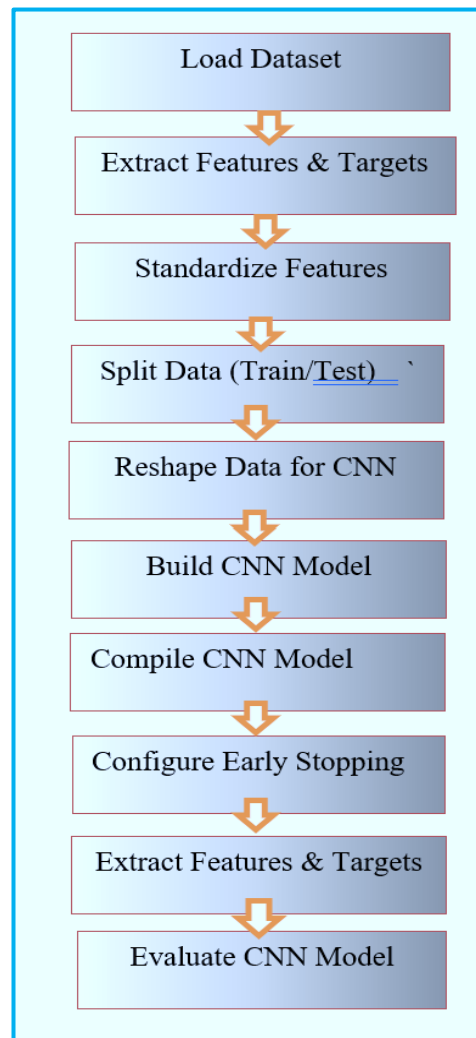 Load Dataset
Extract Features & Targets
Standardize Features
Split Data (Train/Test) `
Reshape Data for CNN
Build CNN Model
Compile CNN Model
Configure Early Stopping
Extract Features & Targets
Evaluate CNN Model